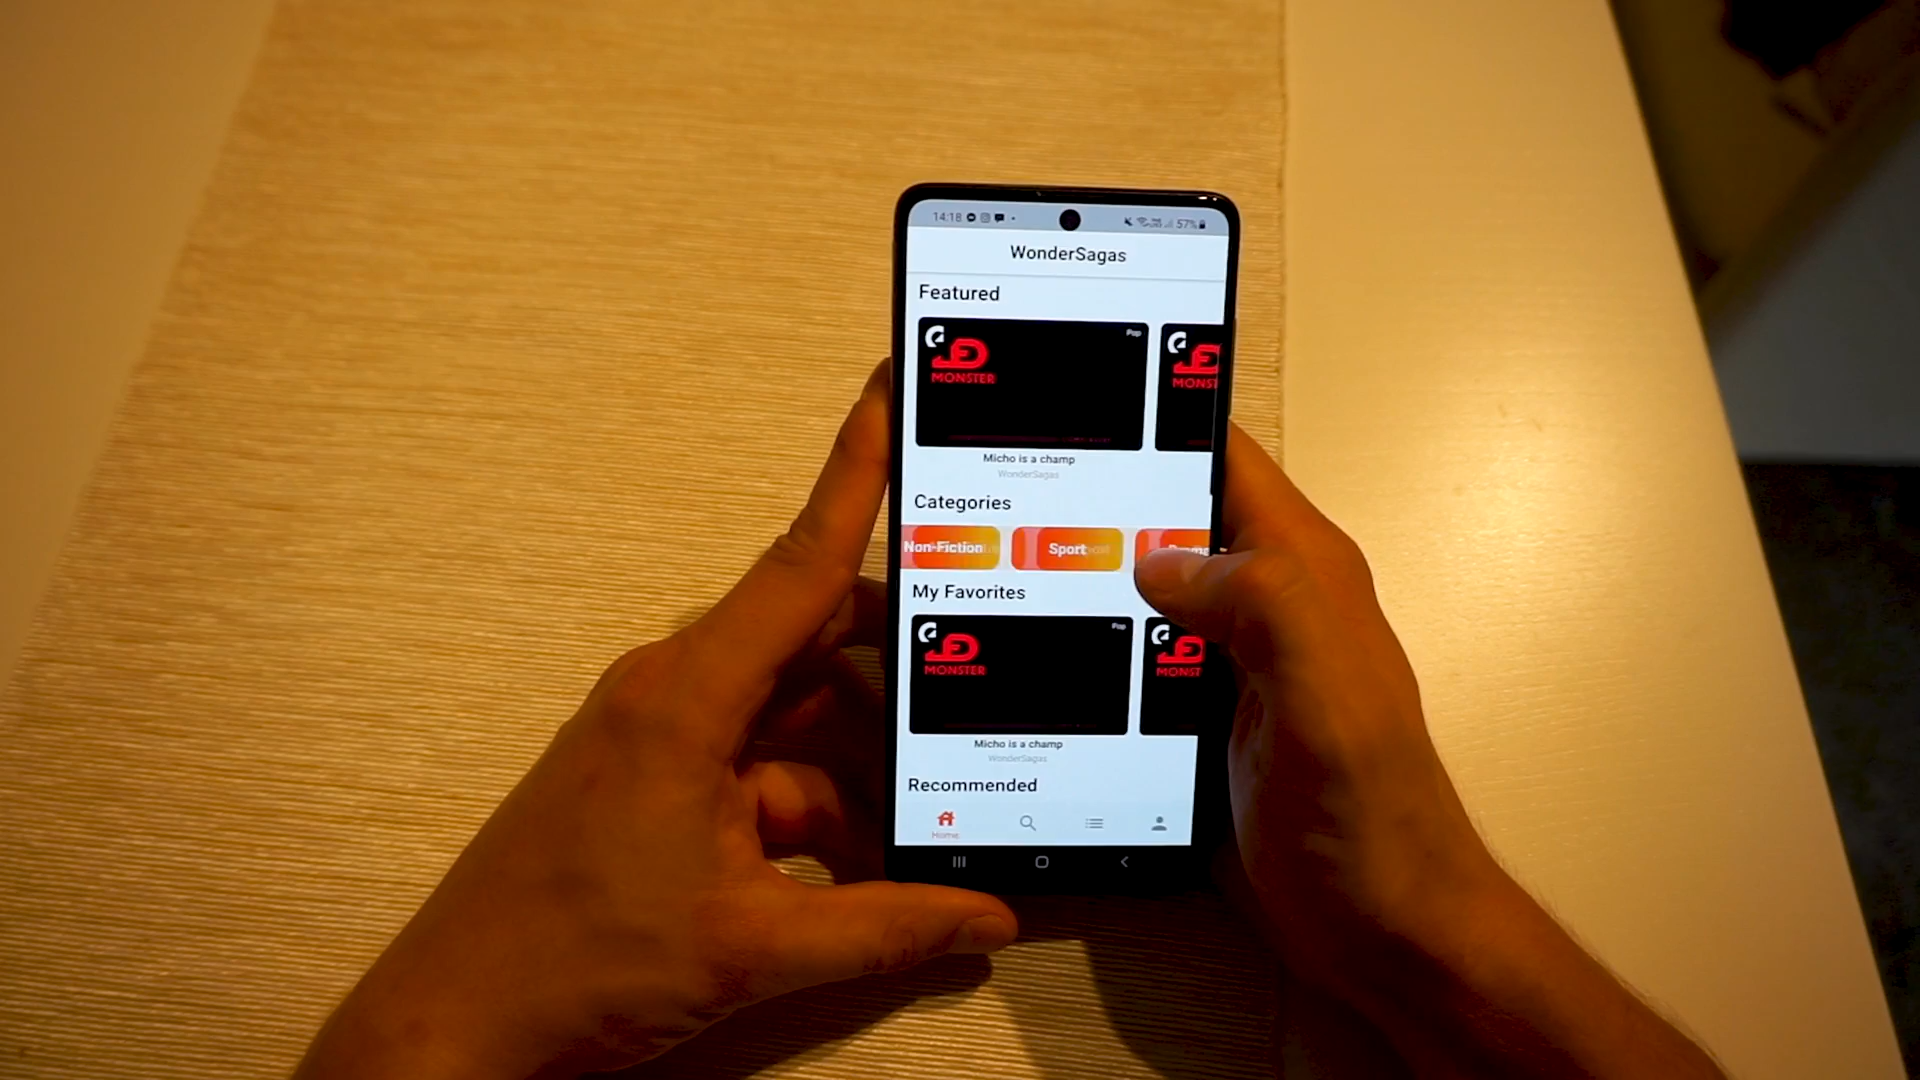 14:18 57%
WonderSagas
Featured
Pop
MONSTER
MONST
Micho is a champ
WonderSagas
Categories
Non-Fiction Sport
My Favorites
Pop
MONSTER
MONST
Micho is a champ
WonderSagas
Recommended
Home